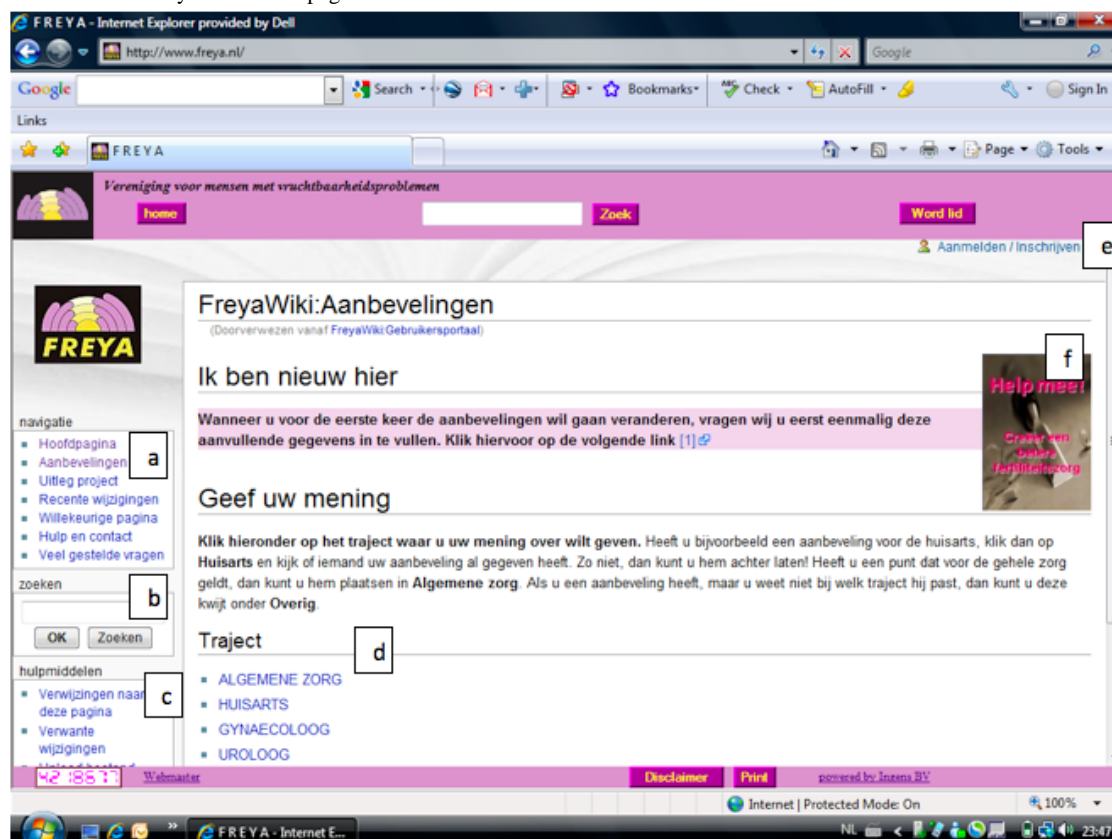 F R E Y A - Internet Explorer provided by Dell
http://www.freya.nl/
Google
Google
Search
Bookmarks
Check
AutoFill
Sign In
Links
F R E Y A
Page
Tools
Vereniging voor mensen met vruchtbaarheidsproblemen
home
Zoek
Word lid
Aanmelden / Inschrijven
e
FREYA
FreyaWiki:Aanbevelingen
(Doorverwezen vanaf FreyaWiki:Gebruikersportaal)
f
Help mee!
Creëer een
betere
fertiliteitszorg
Ik ben nieuw hier
Wanneer u voor de eerste keer de aanbevelingen wil gaan veranderen, vragen wij u eerst eenmalig deze
aanvullende gegevens in te vullen. Klik hiervoor op de volgende link [1]
navigatie
Hoofdpagina
Aanbevelingen
Uitleg project
Recente wijzigingen
Willekeurige pagina
Hulp en contact
Veel gestelde vragen
a
Geef uw mening
Klik hieronder op het traject waar u uw mening over wilt geven. Heeft u bijvoorbeeld een aanbeveling voor de huisarts, klik dan op
Huisarts en kijk of iemand uw aanbeveling al gegeven heeft. Zo niet, dan kunt u hem achter laten! Heeft u een punt dat voor de gehele zorg
geldt, dan kunt u hem plaatsen in Algemene zorg. Als u een aanbeveling heeft, maar u weet niet bij welk traject hij past, dan kunt u deze
kwijt onder Overig.
zoeken
b
OK
Zoeken
Traject
d
ALGEMENE ZORG
HUISARTS
GYNAECOLOOG
UROLOOG
hulpmiddelen
c
Verwijzingen naar
deze pagina
Verwante
wijzigingen
4218677
Webmaster
Disclaimer
Print
powered by Inzens BV
Internet | Protected Mode: On
100%
F R E Y A - Internet E...
NL
23:47